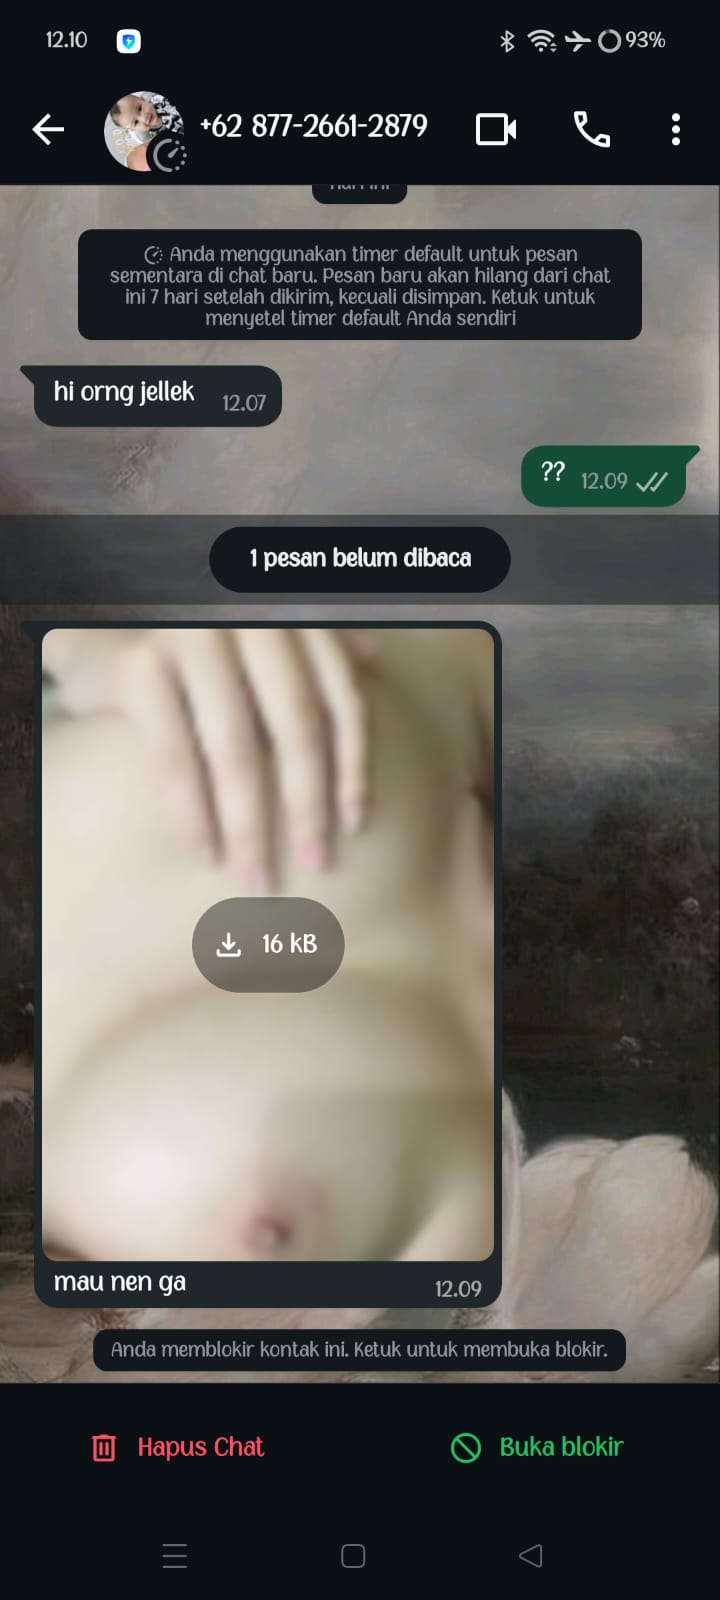 12.10
93%
+62 877-2661-2879
Anda menggunakan timer default untuk pesan
sementara di chat baru. Pesan baru akan hilang dari chat
ini 7 hari setelah dikirim, kecuali disimpan. Ketuk untuk
menyetel timer default Anda sendiri
hi orng jellek 12.07
?? 12.09
1 pesan belum dibaca
16 kB
mau nen ga 12.09
Anda memblokir kontak ini. Ketuk untuk membuka blokir.
Hapus Chat Buka blokir